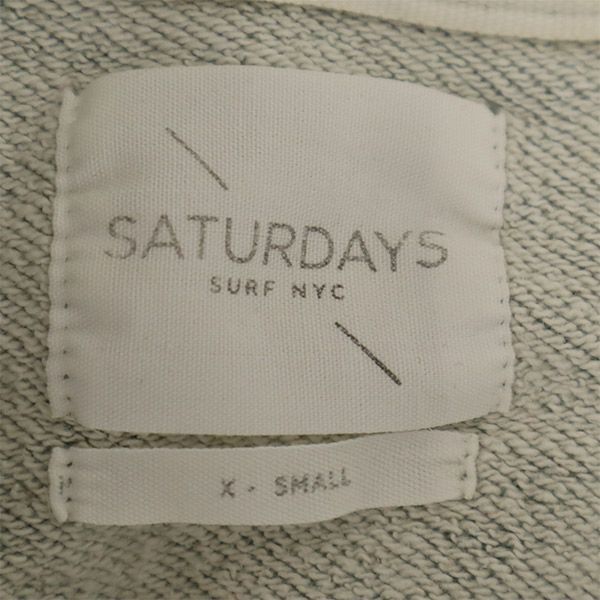 SATURDAYS
SURF NYC
X - SMALL